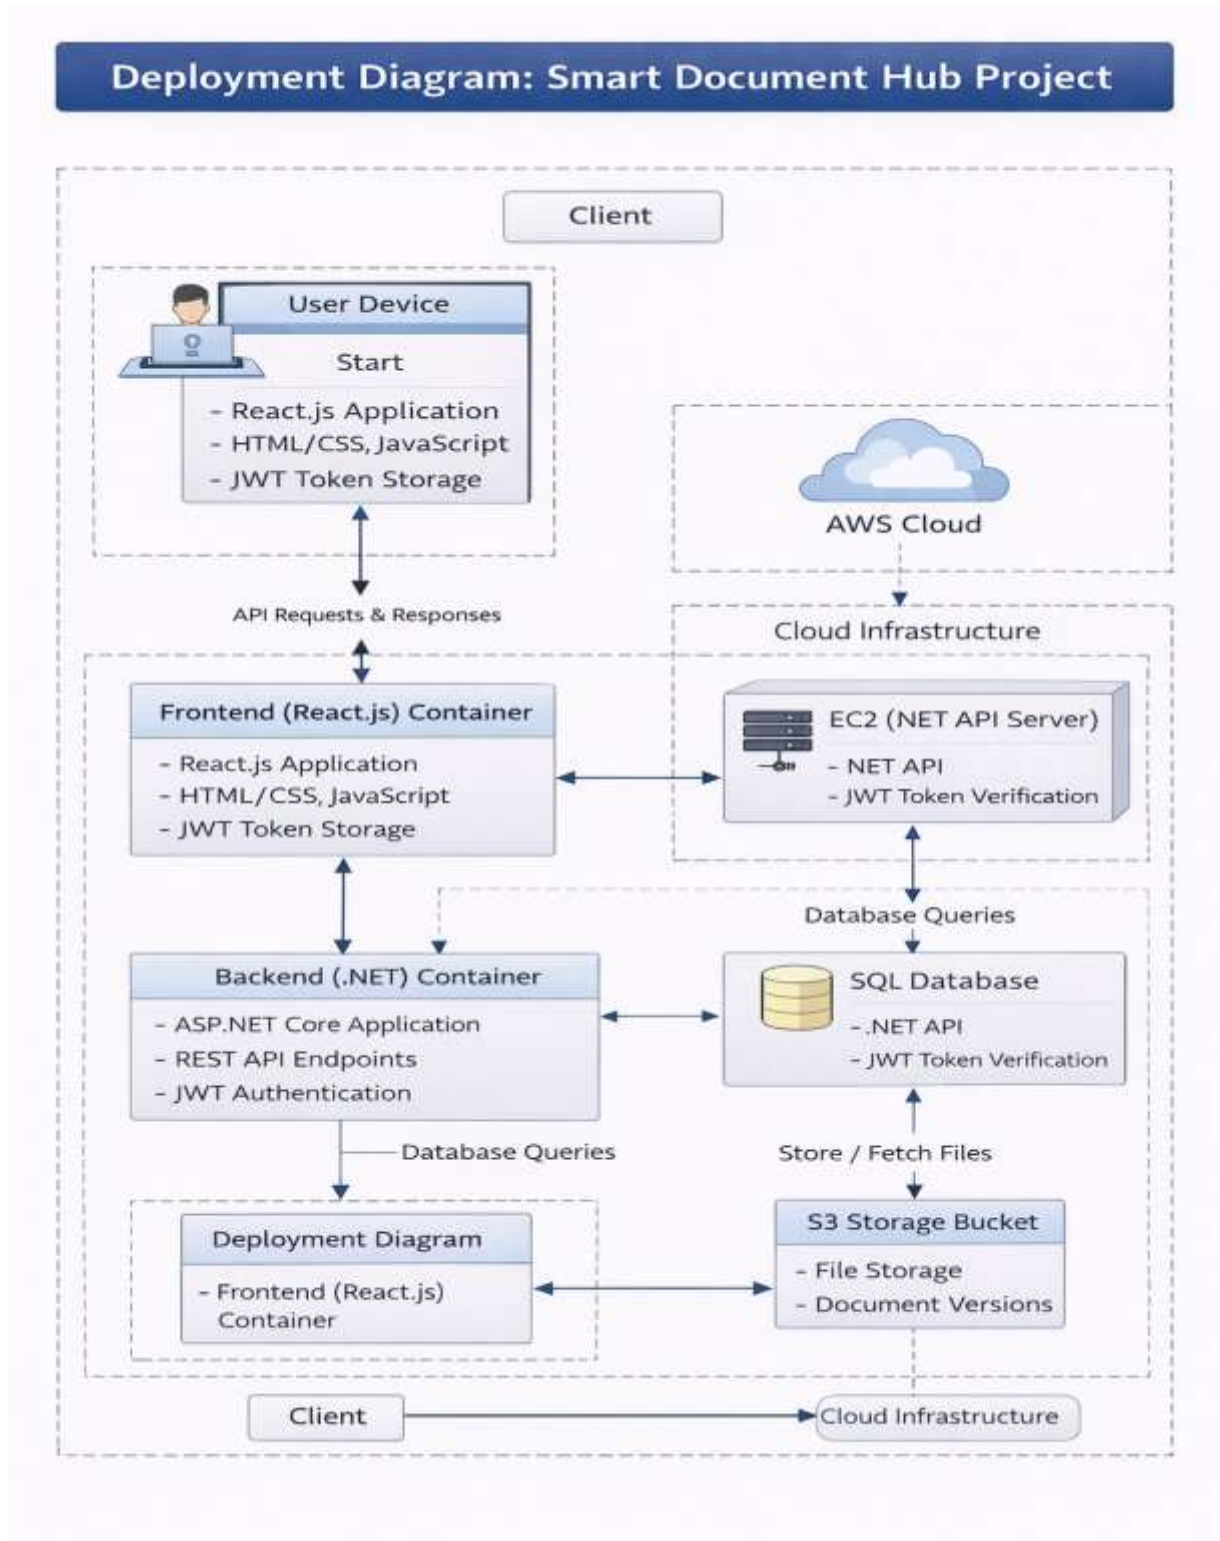 Deployment Diagram: Smart Document Hub Project
Client
User Device
Start
- React.js Application
- HTML/CSS, JavaScript
- JWT Token Storage
AWS Cloud
API Requests & Responses
Cloud Infrastructure
Frontend (React.js) Container
- React.js Application
- HTML/CSS, JavaScript
- JWT Token Storage
EC2 (NET API Server)
- NET API
- JWT Token Verification
Database Queries
Backend (.NET) Container
- ASP.NET Core Application
- REST API Endpoints
- JWT Authentication
SQL Database
- .NET API
- JWT Token Verification
Database Queries
Store / Fetch Files
Deployment Diagram
- Frontend (React.js)
Container
S3 Storage Bucket
- File Storage
- Document Versions
Client
Cloud Infrastructure